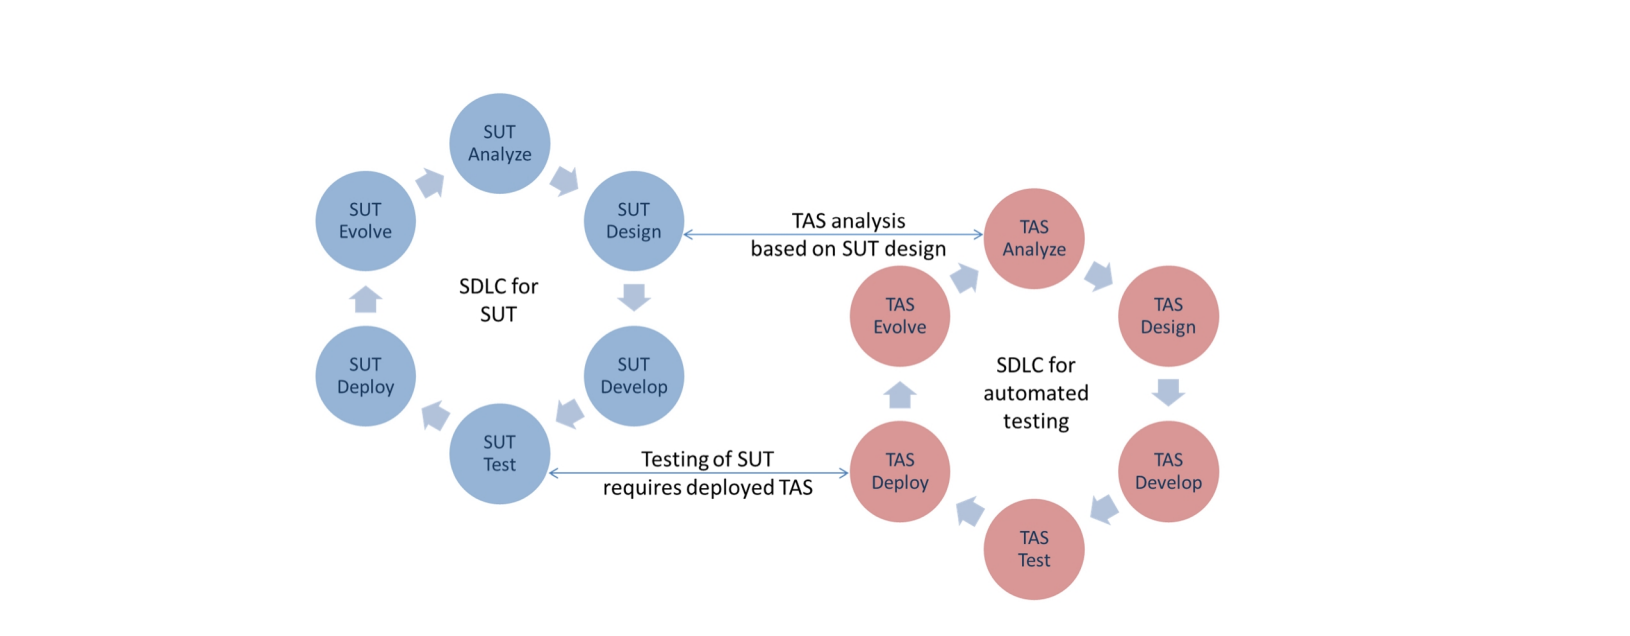 SUT
Analyze
SUT
Evolve
SUT
Design
SDLC for
SUT
SUT
Deploy
SUT
Develop
SUT
Test
TAS analysis
based on SUT design
Testing of SUT
requires deployed TAS
TAS
Analyze
TAS
Evolve
TAS
Design
SDLC for
automated
testing
TAS
Deploy
TAS
Develop
TAS
Test